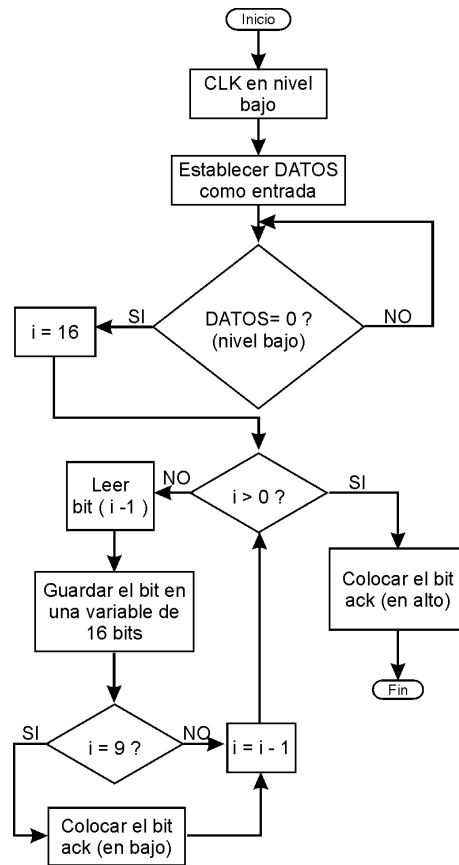 Inicio
CLK en nivel
bajo
Establecer DATOS
como entrada
DATOS= 0 ?
(nivel bajo)
SI
NO
i = 16
i > 0 ?
NO
SI
Leer
bit ( i -1 )
Colocar el bit
ack (en alto)
Guardar el bit en
una variable de
16 bits
Fin
i = 9 ?
SI
NO
i = i - 1
Colocar el bit
ack (en bajo)